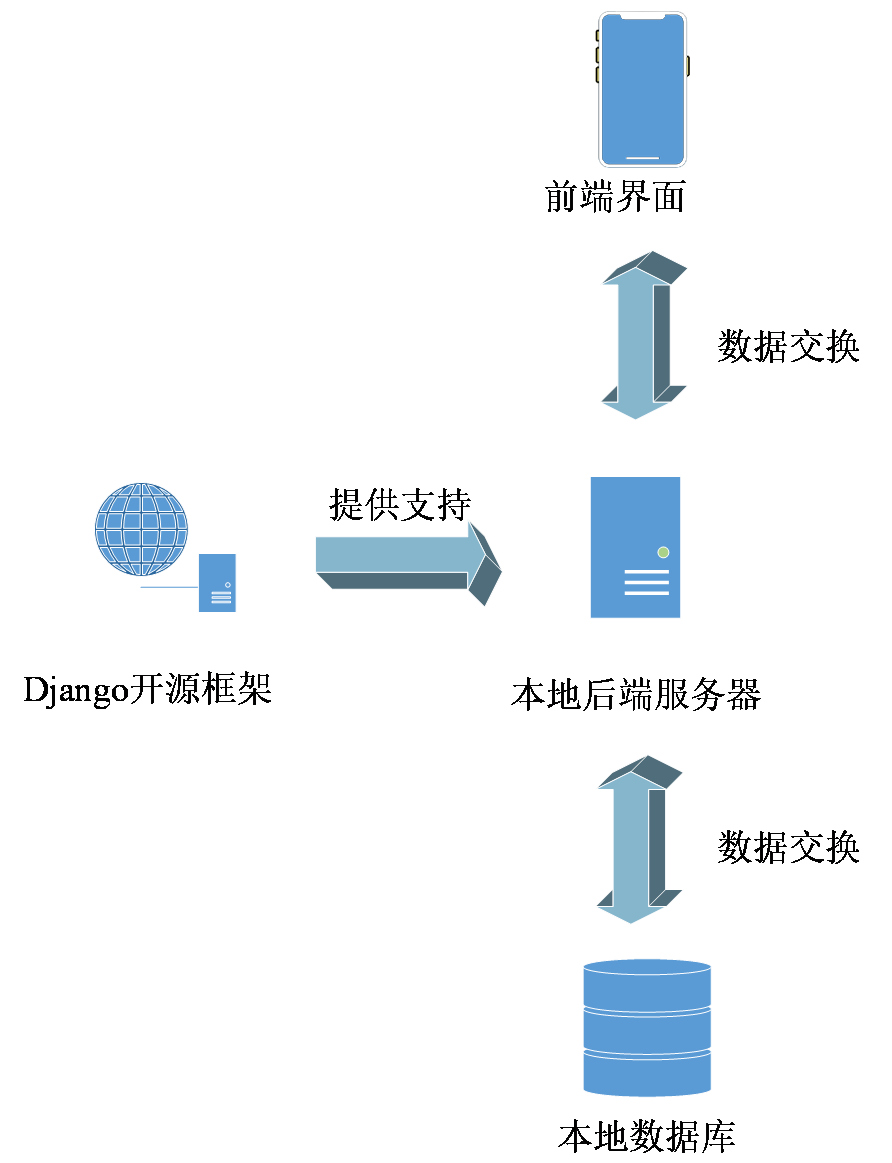 前端界面
数据交换
提供支持
Django开源框架
本地后端服务器
数据交换
本地数据库